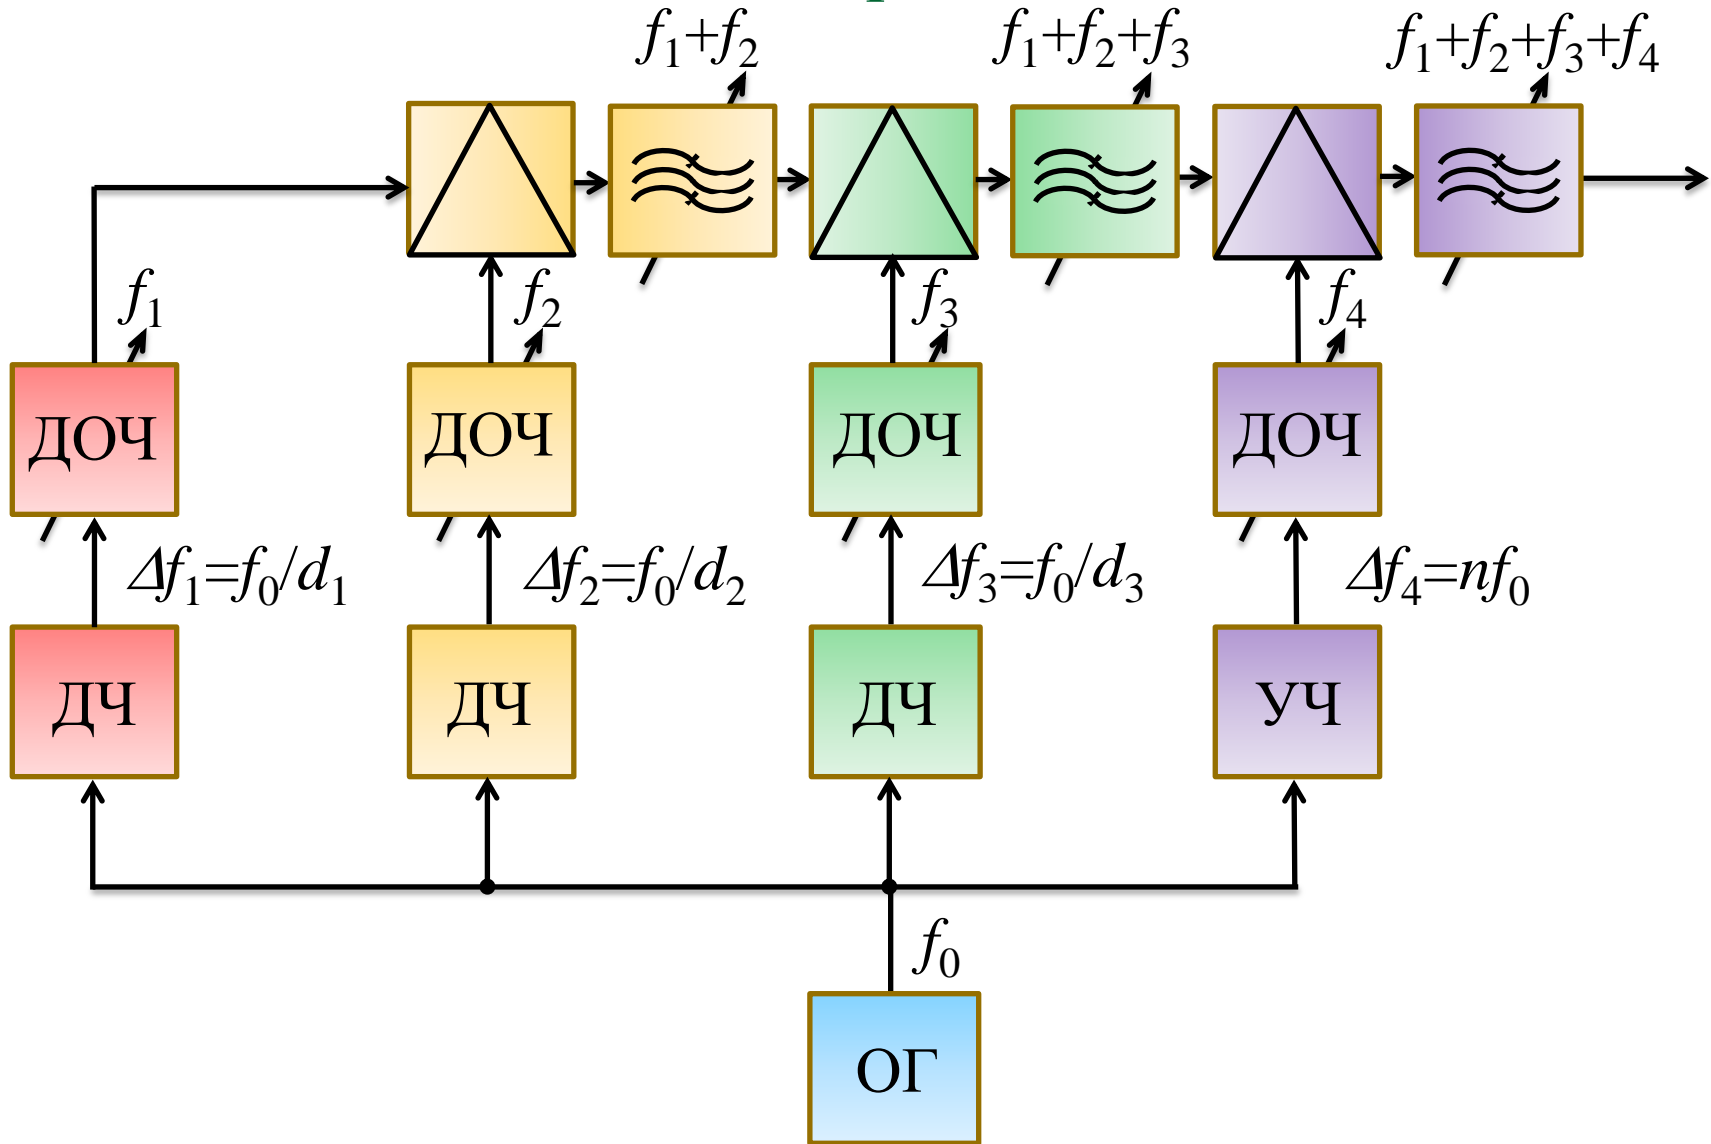 f₁+f₂
f₁+f₂+f₃
f₁+f₂+f₃+f₄
f₁
f₂
f₃
f₄
ДОЧ
ДОЧ
ДОЧ
ДОЧ
Δf₁=f₀/d₁
Δf₂=f₀/d₂
Δf₃=f₀/d₃
Δf₄=nf₀
ДЧ
ДЧ
ДЧ
УЧ
f₀
ОГ